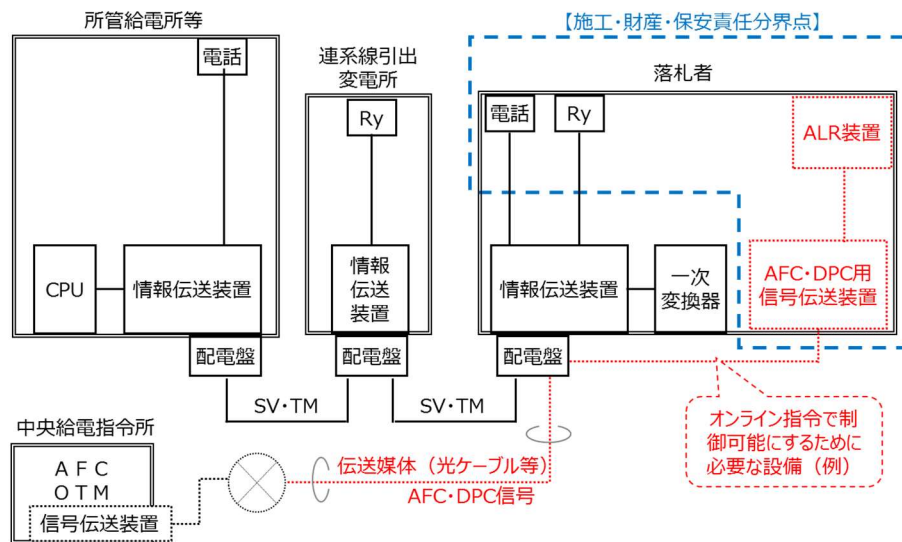 所管給電所等
電話
CPU
情報伝送装置
配電盤
連系線引出
変電所
Ry
情報
伝送
装置
配電盤
【施工・財産・保安責任分界点】
落札者
電話
Ry
ALR装置
情報伝送装置
一次
変換器
AFC・DPC用
信号伝送装置
配電盤
SV・TM
SV・TM
オンライン指令で制
御可能にするために
必要な設備（例）
中央給電指令所
ＡＦＣ
ＯＴＭ
信号伝送装置
伝送媒体（光ケーブル等）
AFC・DPC信号